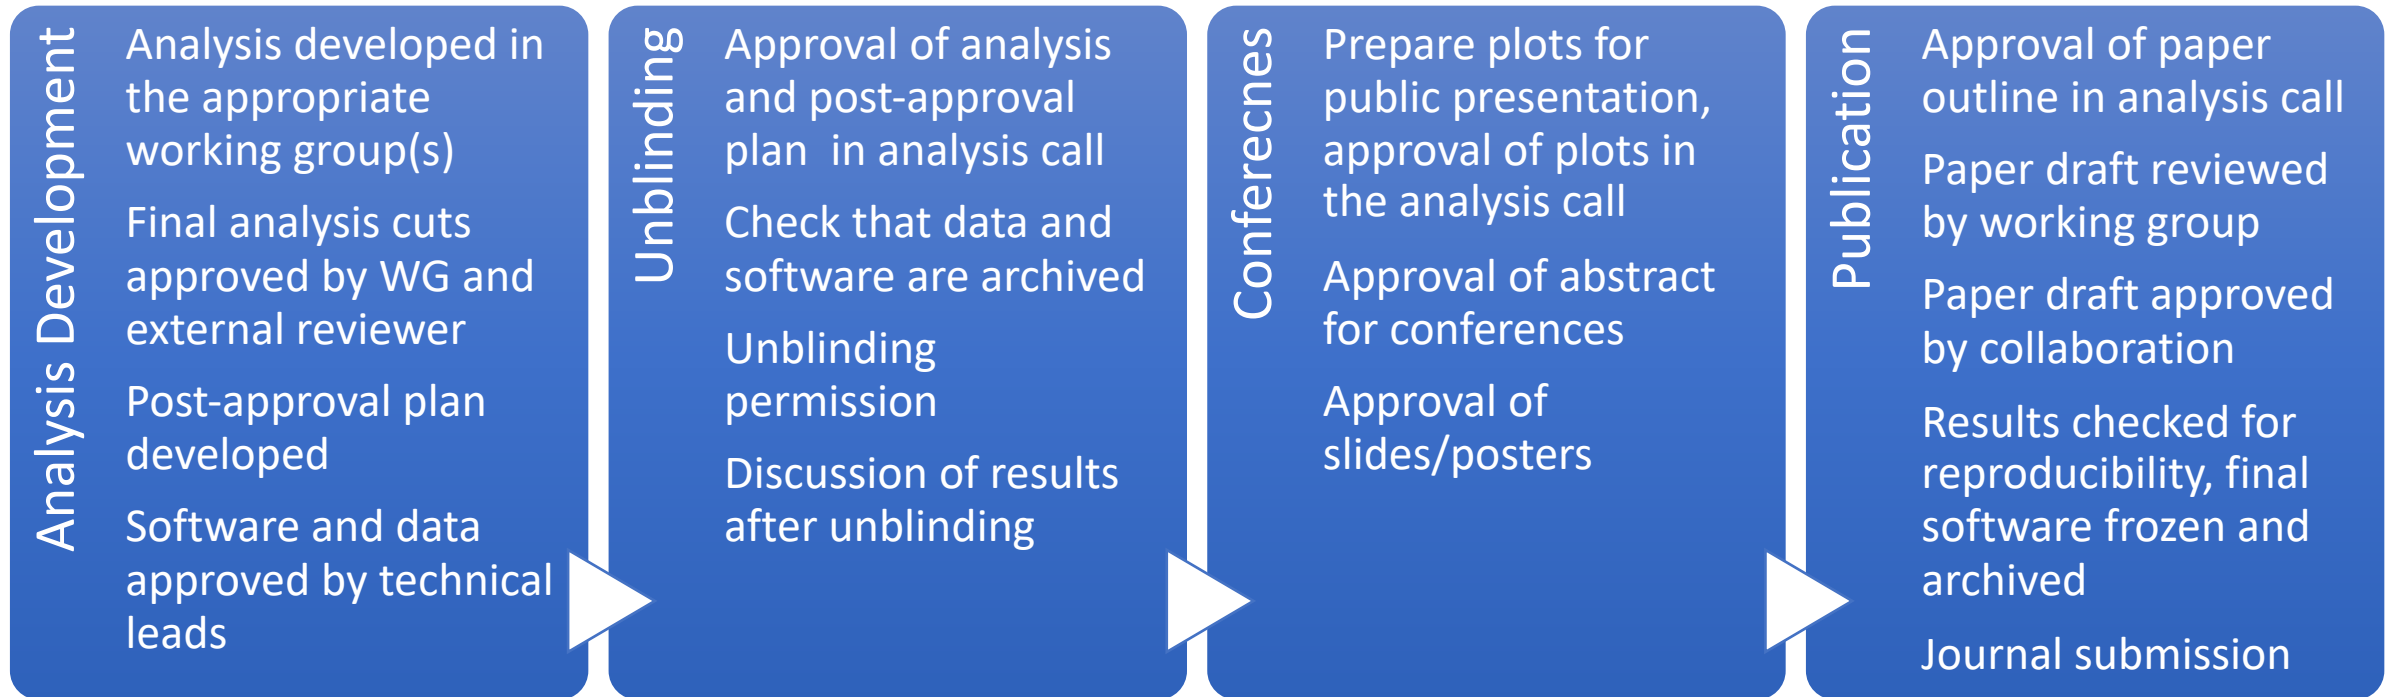 Analysis Development
Analysis developed in
the appropriate
working group(s)
Final analysis cuts
approved by WG and
external reviewer
Post-approval plan
developed
Software and data
approved by technical
leads
Unblinding
Approval of analysis
and post-approval
plan  in analysis call
Check that data and
software are archived
Unblinding
permission
Discussion of results
after unblinding
Conferecnes
Prepare plots for
public presentation,
approval of plots in
the analysis call
Approval of abstract
for conferences
Approval of
slides/posters
Publication
Approval of paper
outline in analysis call
Paper draft reviewed
by working group
Paper draft approved
by collaboration
Results checked for
reproducibility, final
software frozen and
archived
Journal submission